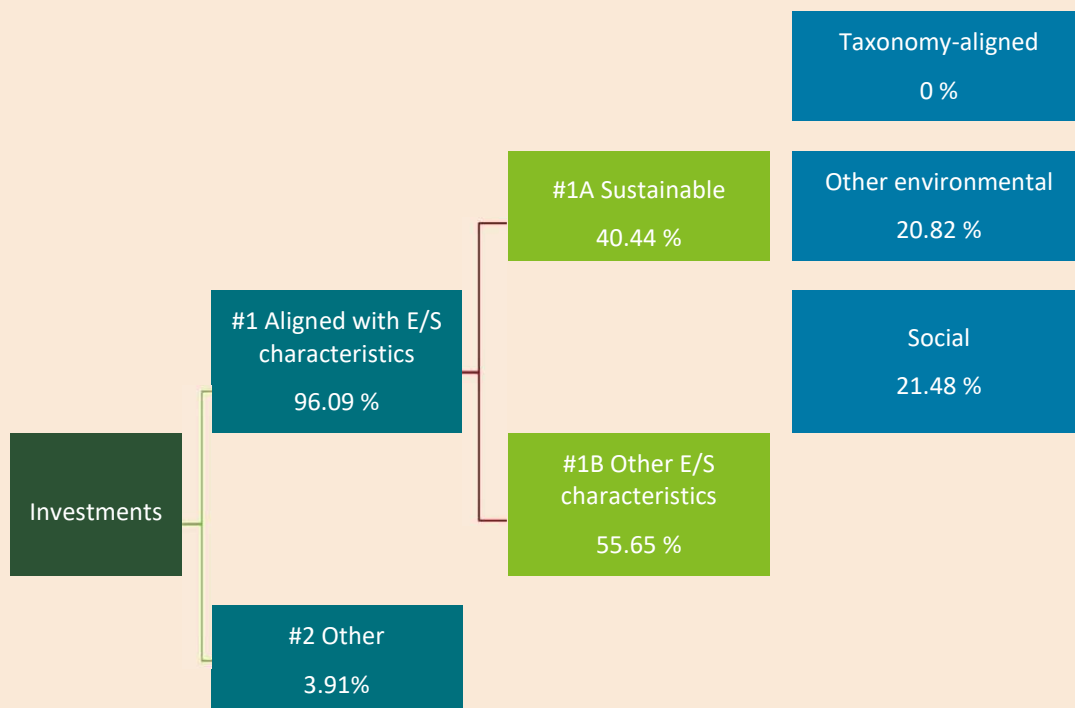 Taxonomy-aligned
0 %
#1A Sustainable
40.44 %
Other environmental
20.82 %
#1 Aligned with E/S
characteristics
96.09 %
Social
21.48 %
Investments
#1B Other E/S
characteristics
55.65 %
#2 Other
3.91%